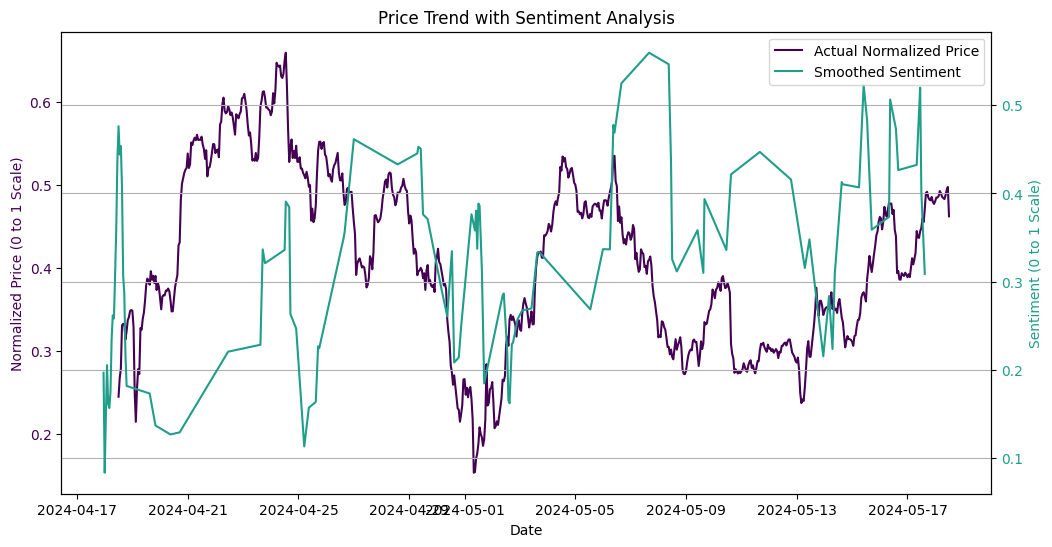 Price Trend with Sentiment Analysis
Actual Normalized Price
Smoothed Sentiment
Normalized Price (0 to 1 Scale)
0.6
0.5
0.4
0.3
0.2
Sentiment (0 to 1 Scale)
0.5
0.4
0.3
0.2
0.1
2024-04-17 2024-04-21 2024-04-25 2024-04-29 2024-05-01 2024-05-05 2024-05-09 2024-05-13 2024-05-17
Date